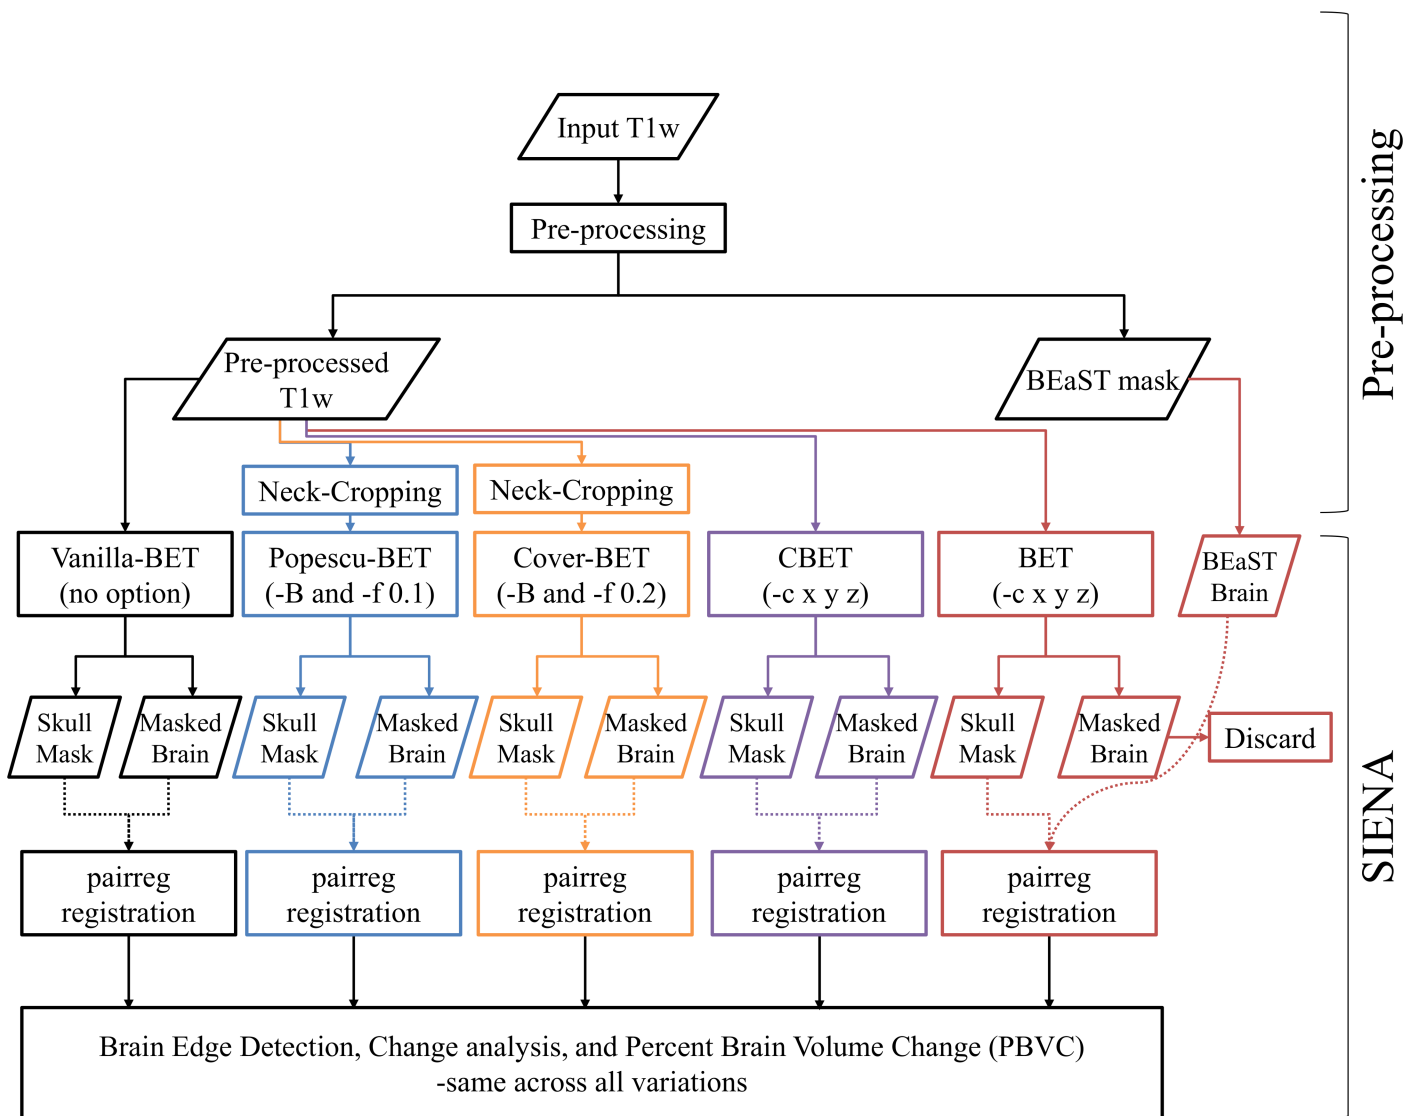 Input T1w
Pre-processing
Pre-processed
T1w
BEaST mask
Pre-processing
Neck-Cropping
Neck-Cropping
Vanilla-BET
(no option)
Popescu-BET
(-B and -f 0.1)
Cover-BET
(-B and -f 0.2)
CBET
(-c x y z)
BET
(-c x y z)
BEaST
Brain
Skull
Mask
Masked
Brain
Skull
Mask
Masked
Brain
Skull
Mask
Masked
Brain
Skull
Mask
Masked
Brain
Skull
Mask
Masked
Brain
Discard
SIENA
pairreg
registration
pairreg
registration
pairreg
registration
pairreg
registration
pairreg
registration
Brain Edge Detection, Change analysis, and Percent Brain Volume Change (PBVC)
-same across all variations